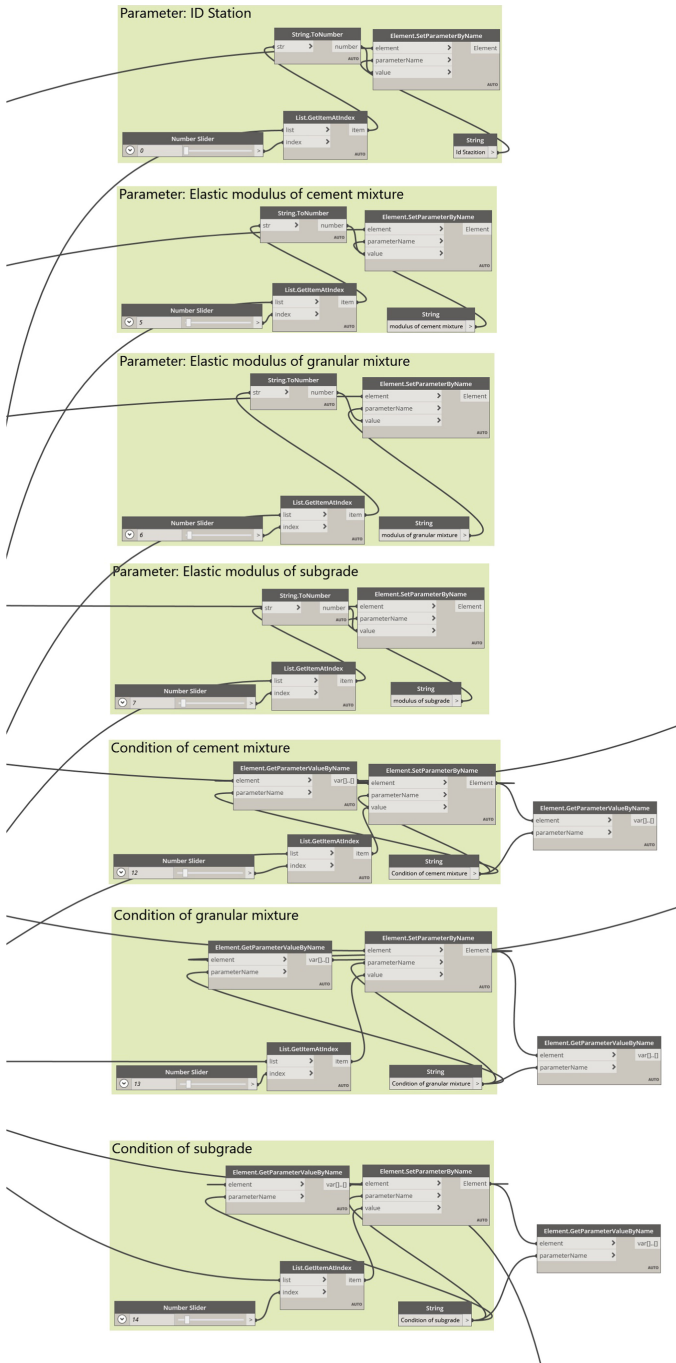 Parameter: ID Station
String.ToNumber
str > number
AUTO
Element.SetParameterByName
element > Element
parameterName >
value >
AUTO
List.GetItemAtIndex
list > item
index >
AUTO
Number Slider
0 >
String
Id Stazition >
Parameter: Elastic modulus of cement mixture
String.ToNumber
str > number
AUTO
Element.SetParameterByName
element > Element
parameterName >
value >
AUTO
List.GetItemAtIndex
list > item
index >
AUTO
Number Slider
5 >
String
modulus of cement mixture >
Parameter: Elastic modulus of granular mixture
String.ToNumber
str > number
AUTO
Element.SetParameterByName
element > Element
parameterName >
value >
AUTO
List.GetItemAtIndex
list > item
index >
AUTO
Number Slider
6 >
String
modulus of granular mixture >
Parameter: Elastic modulus of subgrade
String.ToNumber
str > number
AUTO
Element.SetParameterByName
element > Element
parameterName >
value >
AUTO
List.GetItemAtIndex
list > item
index >
AUTO
Number Slider
7 >
String
modulus of subgrade >
Condition of cement mixture
Element.GetParameterValueByName
element > var[]..[]
parameterName >
AUTO
Element.SetParameterByName
element > Element
parameterName >
value >
AUTO
Element.GetParameterValueByName
element > var[]..[]
parameterName >
AUTO
List.GetItemAtIndex
list > item
index >
AUTO
Number Slider
12 >
String
Condition of cement mixture >
Condition of granular mixture
Element.GetParameterValueByName
element > var[]..[]
parameterName >
AUTO
Element.SetParameterByName
element > Element
parameterName >
value >
AUTO
List.GetItemAtIndex
list > item
index >
AUTO
Number Slider
13 >
String
Condition of granular mixture >
Element.GetParameterValueByName
element > var[]..[]
parameterName >
AUTO
Condition of subgrade
Element.GetParameterValueByName
element > var[]..[]
parameterName >
AUTO
Element.SetParameterByName
element > Element
parameterName >
value >
AUTO
Element.GetParameterValueByName
element > var[]..[]
parameterName >
AUTO
List.GetItemAtIndex
list > item
index >
AUTO
Number Slider
14 >
String
Condition of subgrade >